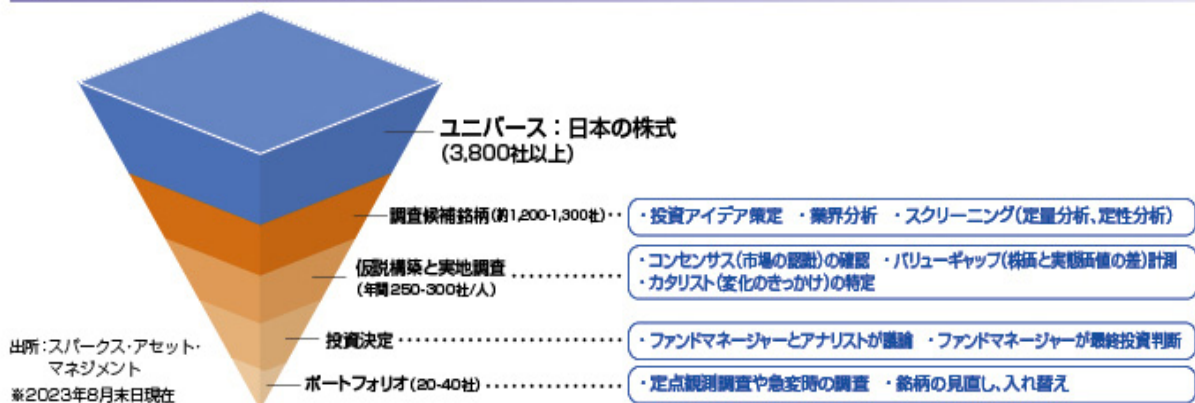 ユニバース：日本の株式
(3,800社以上)
調査候補銘柄(約1,200-1,300社)
・投資アイデア策定 ・業界分析 ・スクリーニング(定量分析、定性分析)
仮説構築と実地調査
(年間250-300社/人)
・コンセンサス(市場の認識)の確認 ・バリューギャップ(株価と実態価値の差)計測
・カタリスト(変化のきっかけ)の特定
投資決定
・ファンドマネージャーとアナリストが議論 ・ファンドマネージャーが最終投資判断
ポートフォリオ(20-40社)
・定点観測調査や急変時の調査 ・銘柄の見直し、入れ替え
出所：スパークス・アセット・
マネジメント
※2023年8月末日現在